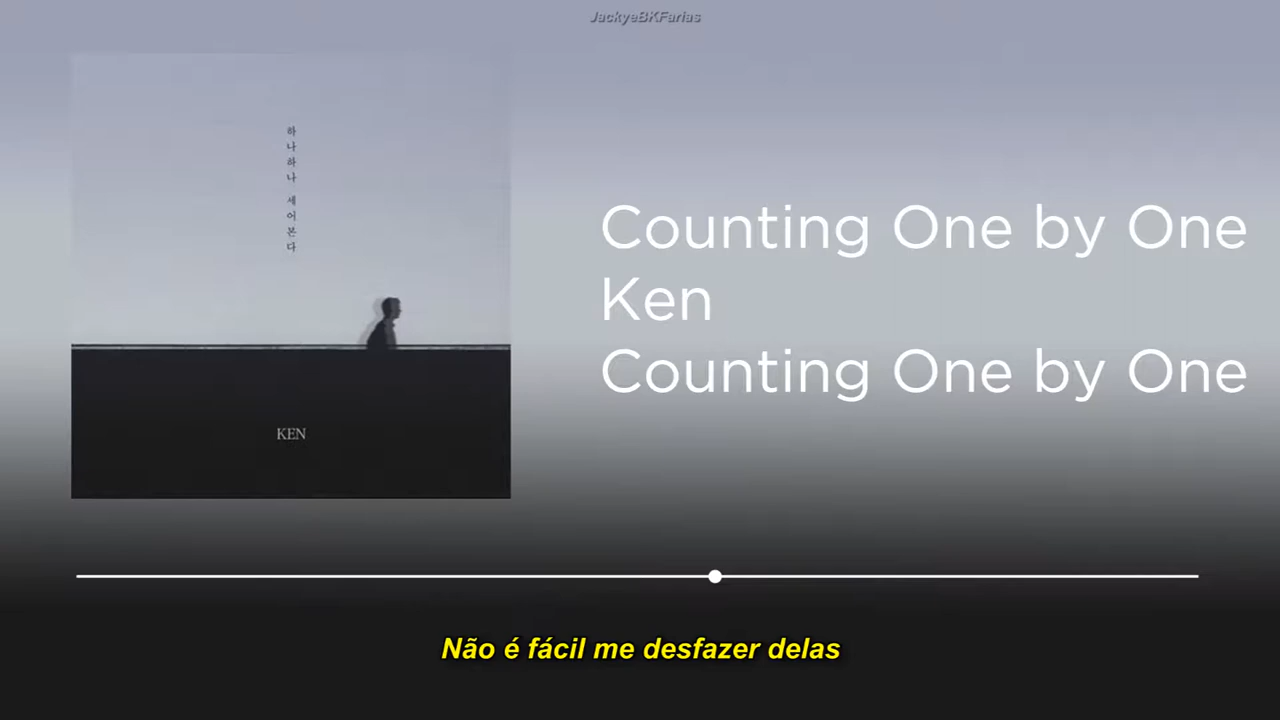 JackyeBKFarias
하나하나 세어본다
Counting One by One
Ken
Counting One by One
KEN
Não é fácil me desfazer delas